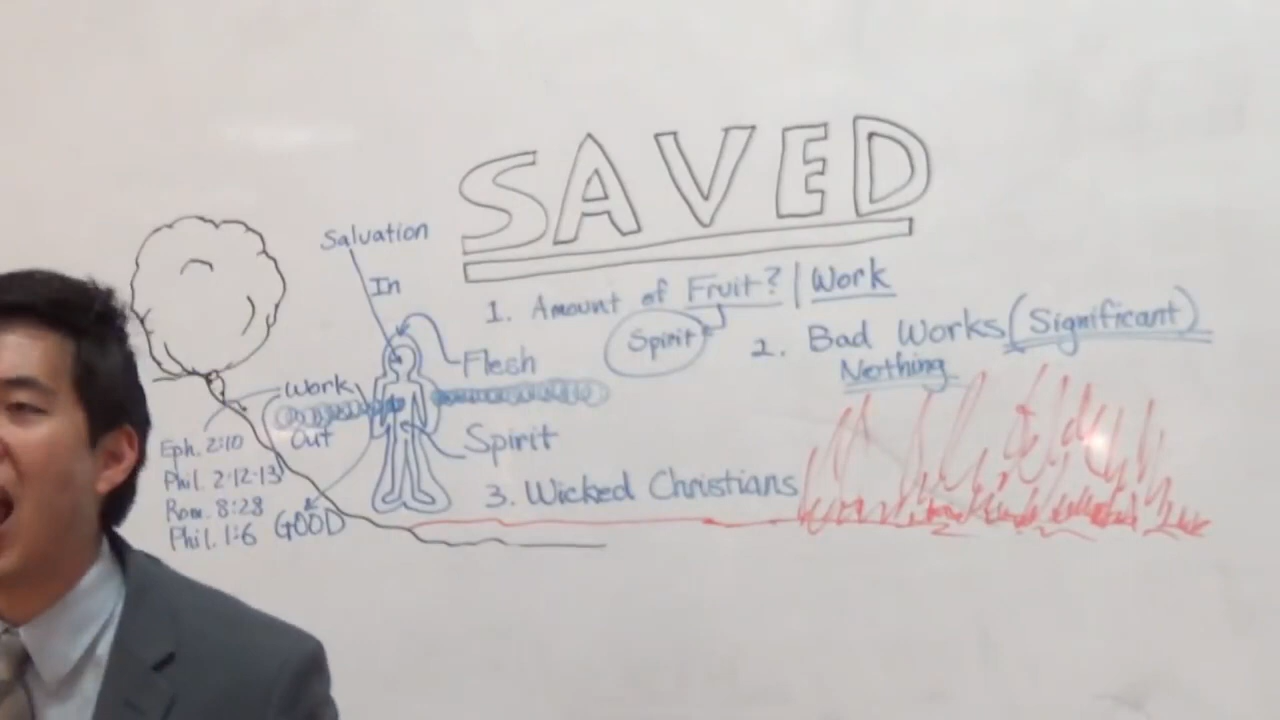 SAVED
Salvation
In
1. Amount of Fruit? | Work
Spirit
2. Bad Works (Significant)
Nothing
Flesh
Work
Out
Spirit
Eph. 2:10
Phil. 2:12-13
Rom. 8:28
Phil. 1:6
GOOD
3. Wicked Christians